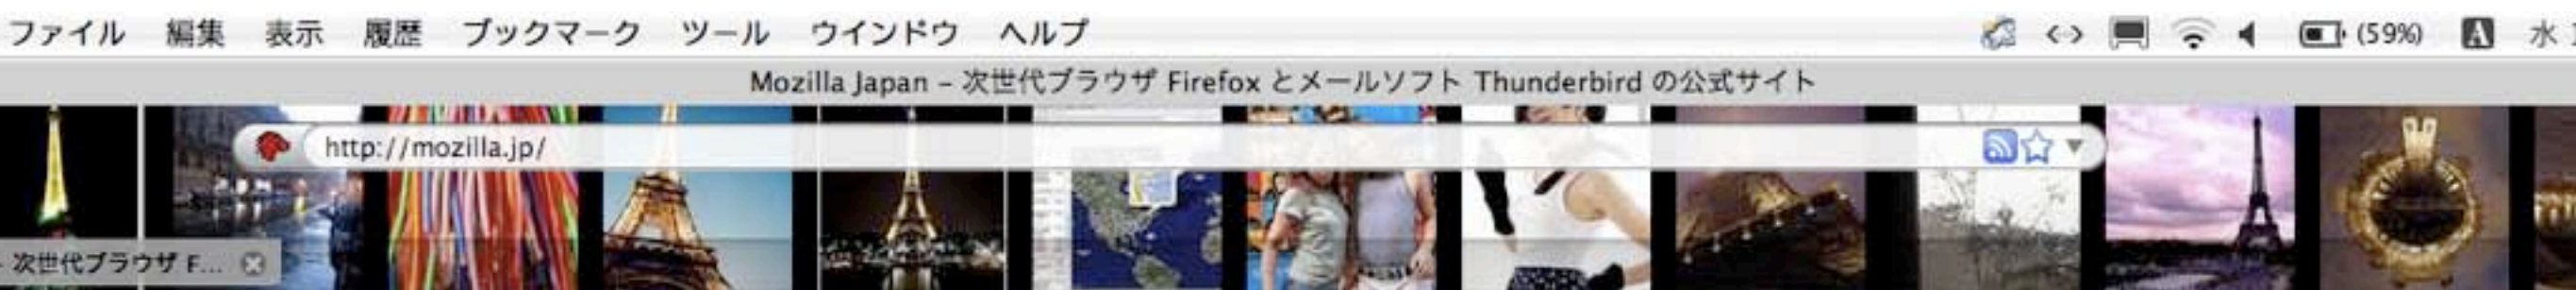 ファイル 編集 表示 履歴 ブックマーク ツール ウインドウ ヘルプ (59%) A 水
Mozilla Japan – 次世代ブラウザ Firefox とメールソフト Thunderbird の公式サイト
http://mozilla.jp/
- 次世代ブラウザ F...